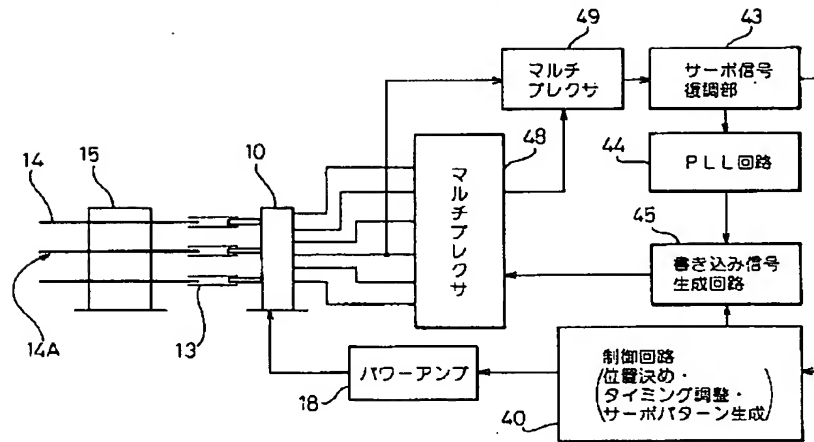 49
43
マルチ
プレクサ
サーボ信号
復調部
14
15
10
48
44
PLL回路
マルチプレクサ
45
書き込み信号
生成回路
14A
13
パワーアンプ
18
制御回路
位置決め・
タイミング調整・
サーボパターン生成
40